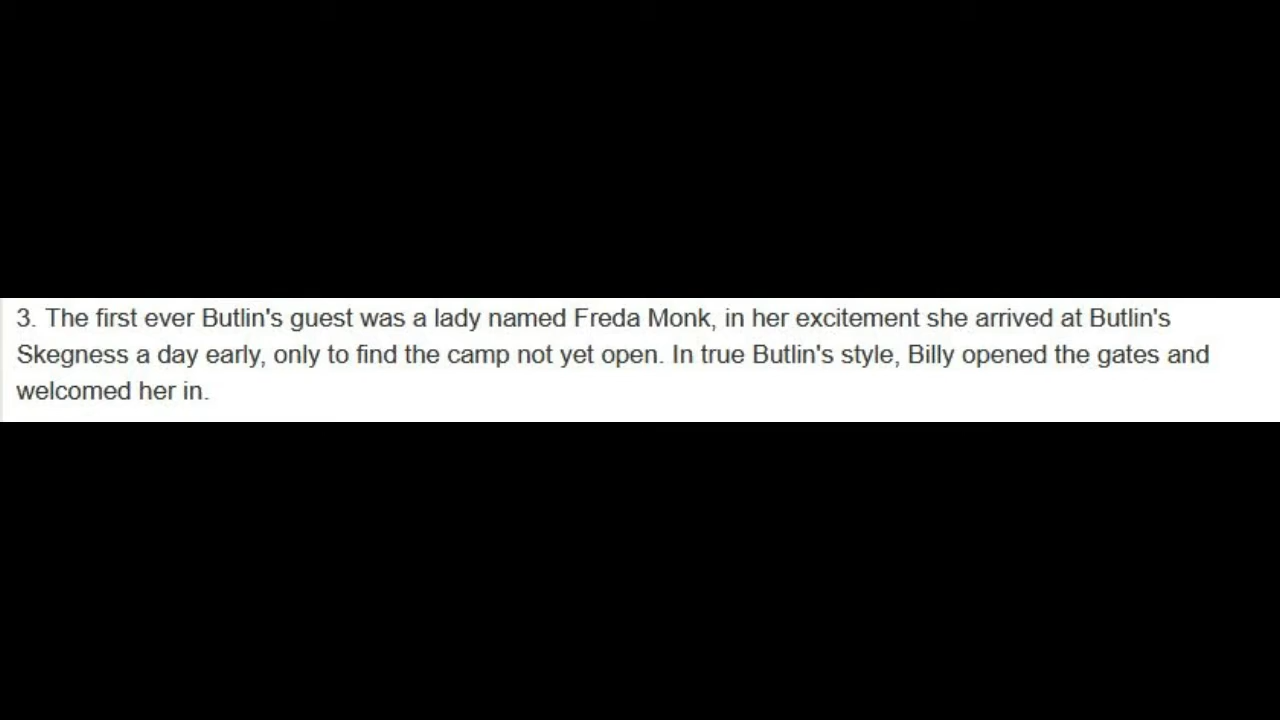 3. The first ever Butlin's guest was a lady named Freda Monk, in her excitement she arrived at Butlin's
Skegness a day early, only to find the camp not yet open. In true Butlin's style, Billy opened the gates and
welcomed her in.